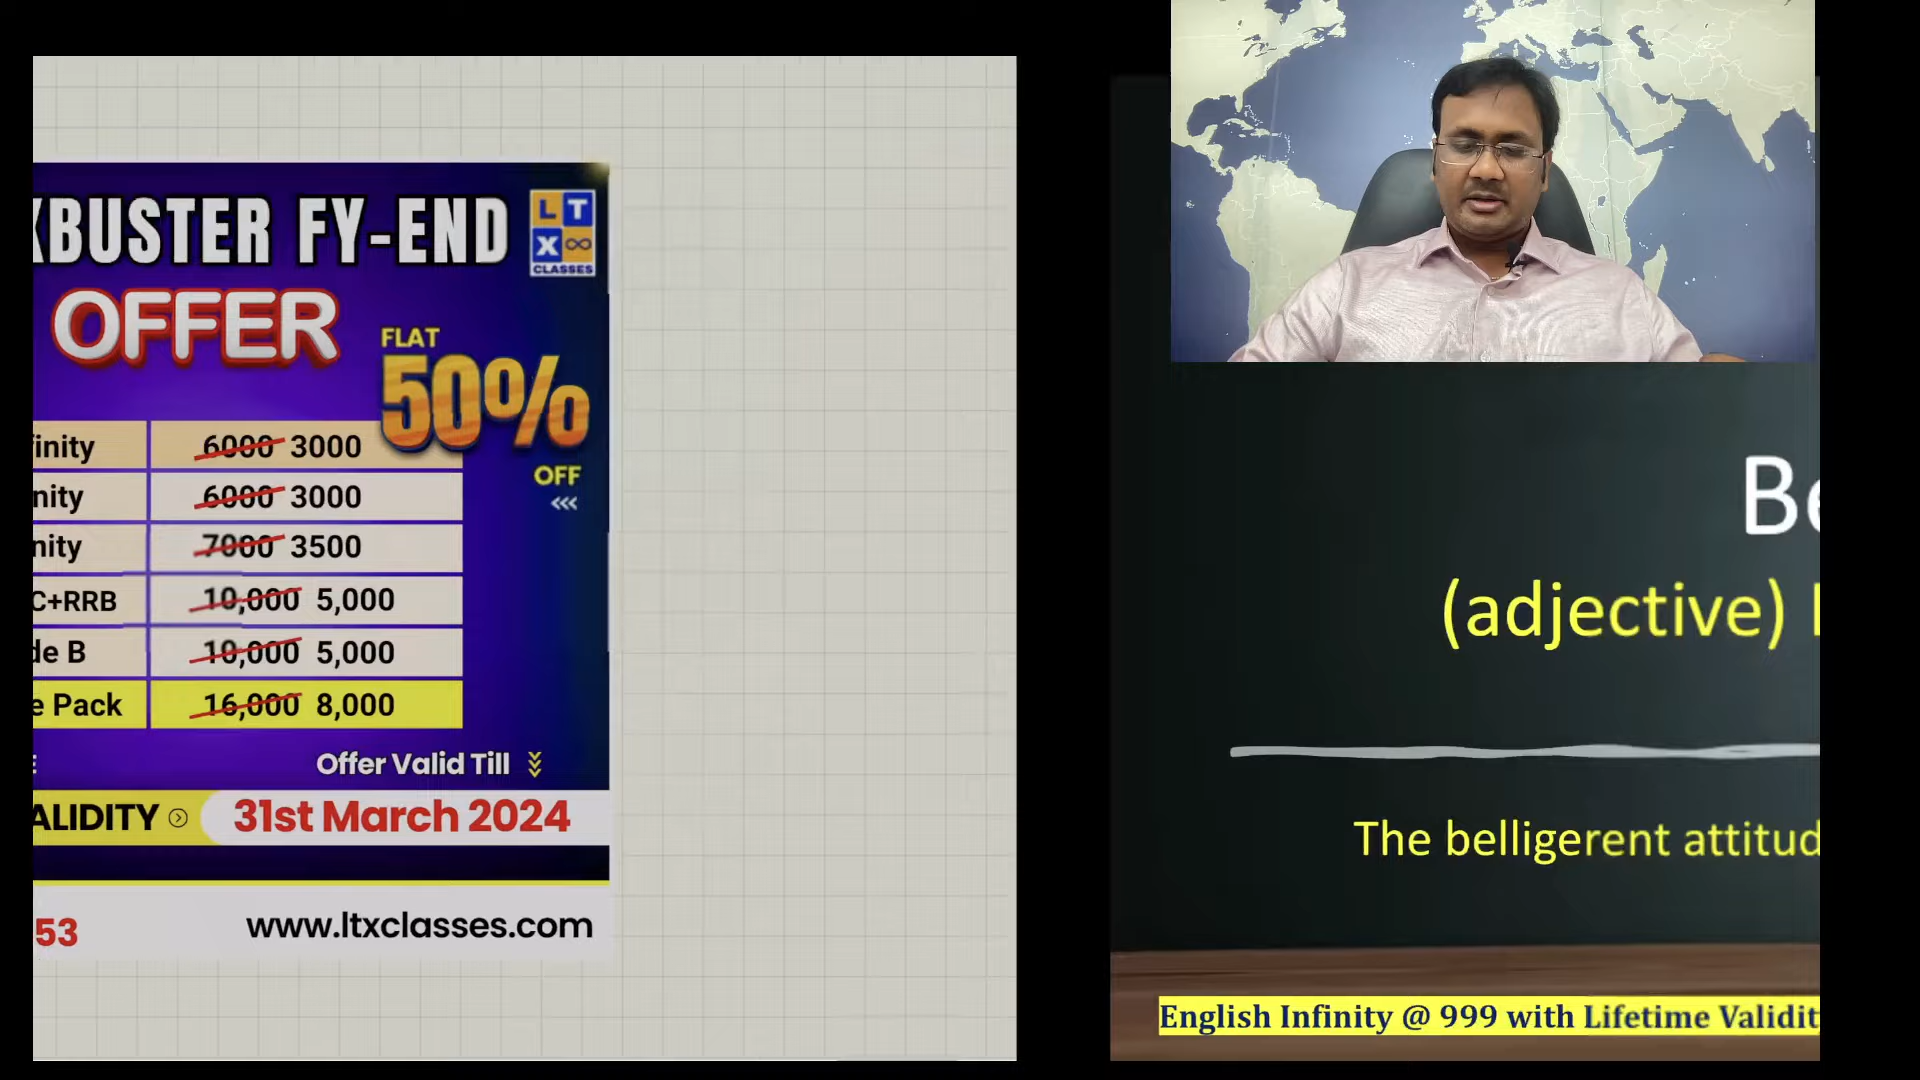 KBUSTER FY-END
LTX∞
CLASSES
OFFER
FLAT
50%
OFF
finity 6000 3000
nity 6000 3000
nity 7000 3500
C+RRB 10,000 5,000
de B 10,000 5,000
e Pack 16,000 8,000
Offer Valid Till
ALIDITY 31st March 2024
53 www.ltxclasses.com
Be
(adjective)
The belligerent attitud
English Infinity @ 999 with Lifetime Validit